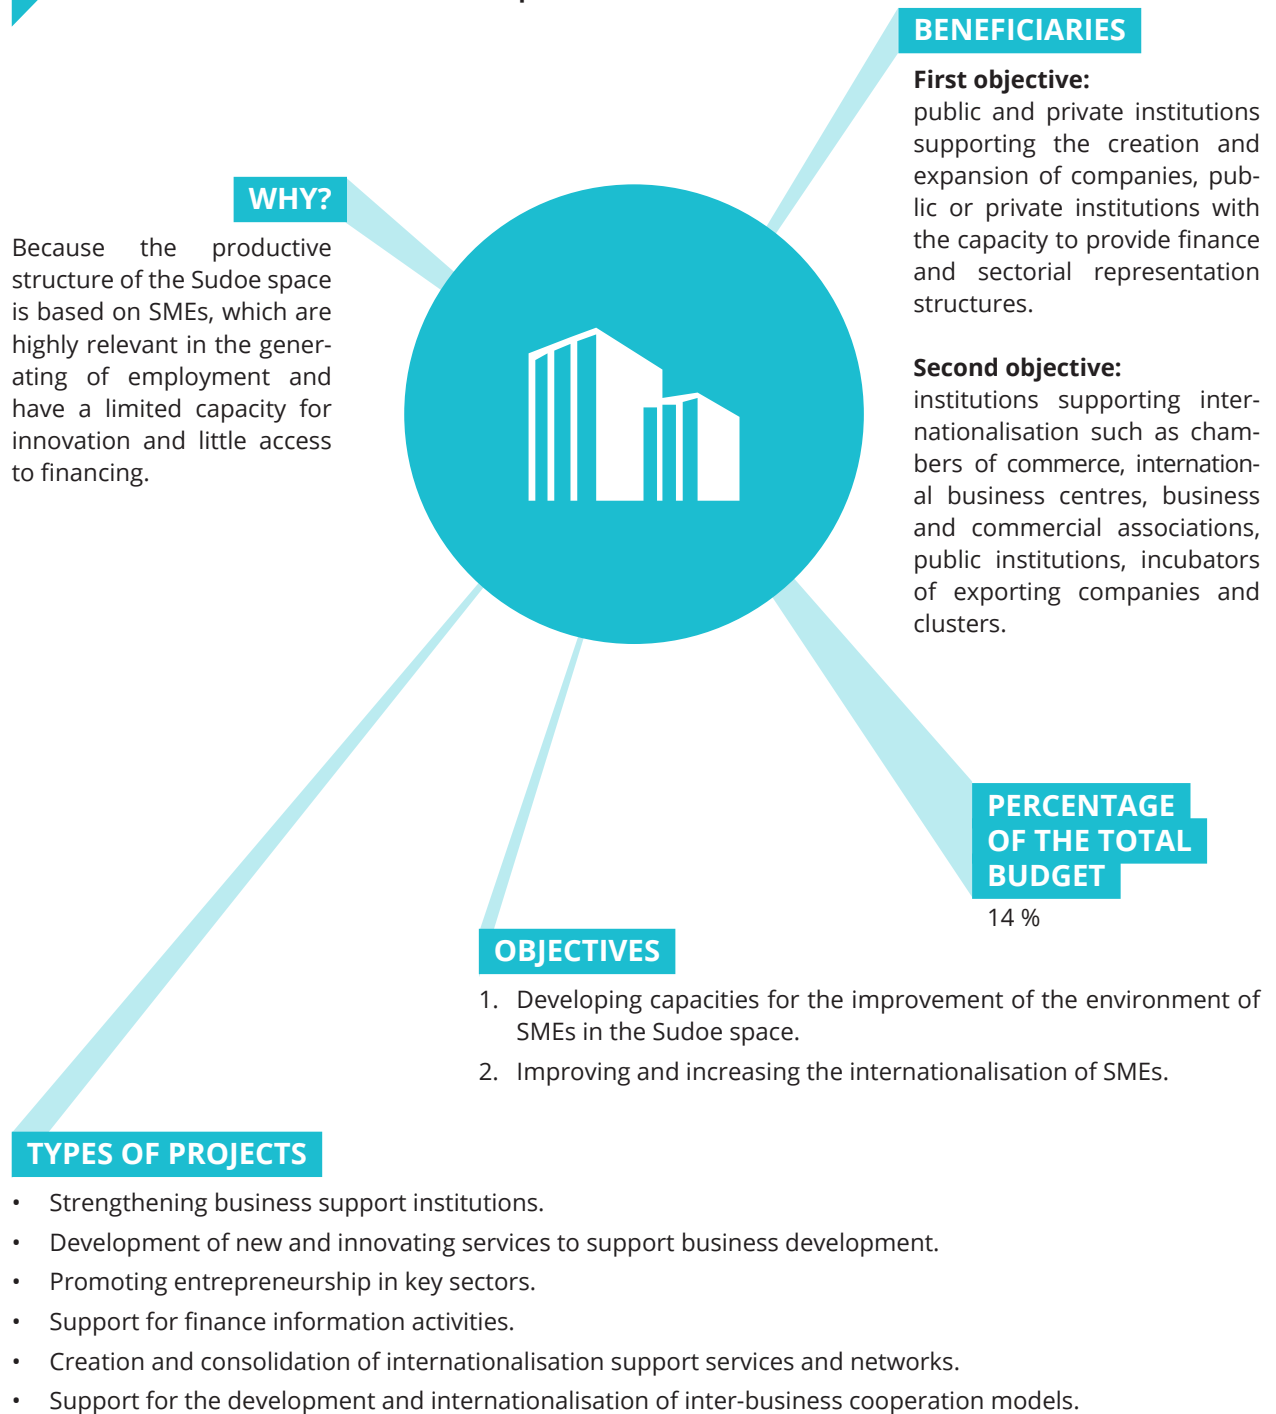 BENEFICIARIES
First objective:
public and private institutions
supporting the creation and
expansion of companies, pub-
lic or private institutions with
the capacity to provide finance
and sectorial representation
structures.
Second objective:
institutions supporting inter-
nationalisation such as cham-
bers of commerce, internation-
al business centres, business
and commercial associations,
public institutions, incubators
of exporting companies and
clusters.
WHY?
Because the productive
structure of the Sudoe space
is based on SMEs, which are
highly relevant in the gener-
ating of employment and
have a limited capacity for
innovation and little access
to financing.
PERCENTAGE
OF THE TOTAL
BUDGET
14 %
OBJECTIVES
1. Developing capacities for the improvement of the environment of
SMEs in the Sudoe space.
2. Improving and increasing the internationalisation of SMEs.
TYPES OF PROJECTS
• Strengthening business support institutions.
• Development of new and innovating services to support business development.
• Promoting entrepreneurship in key sectors.
• Support for finance information activities.
• Creation and consolidation of internationalisation support services and networks.
• Support for the development and internationalisation of inter-business cooperation models.